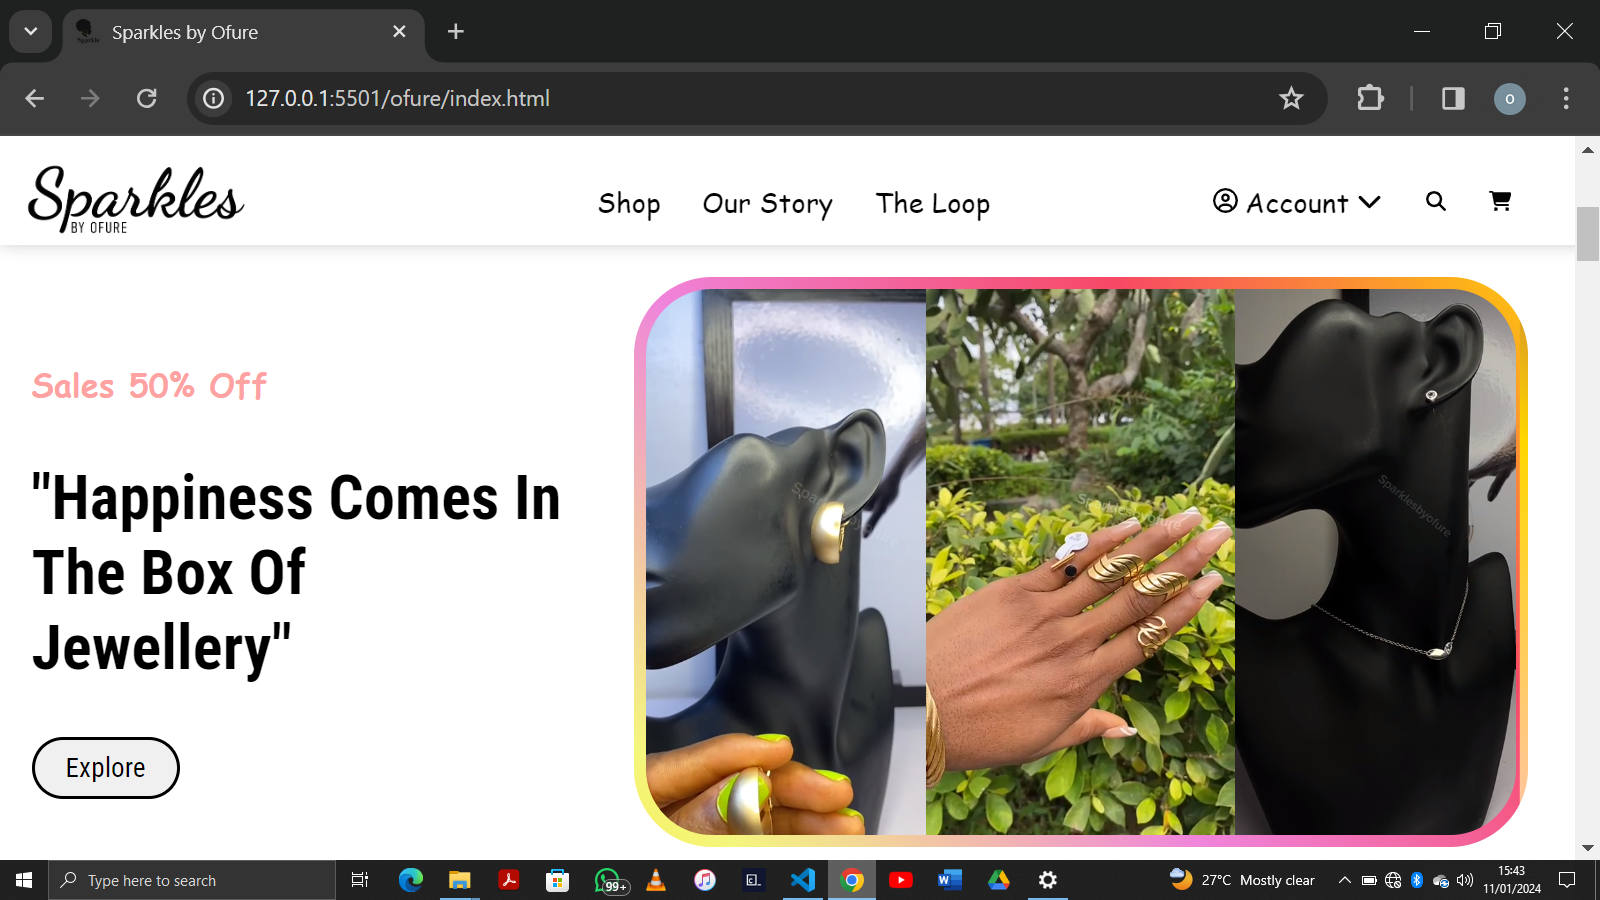 Sparkles by Ofure
127.0.0.1:5501/ofure/index.html
O
Sparkles
BY OFURE
Shop
Our Story
The Loop
Account
Sales 50% Off
"Happiness Comes In
The Box Of
Jewellery"
Explore
Sparklesbyofure
Sparklesbyofure
Type here to search
99+
27°C Mostly clear
15:43
11/01/2024